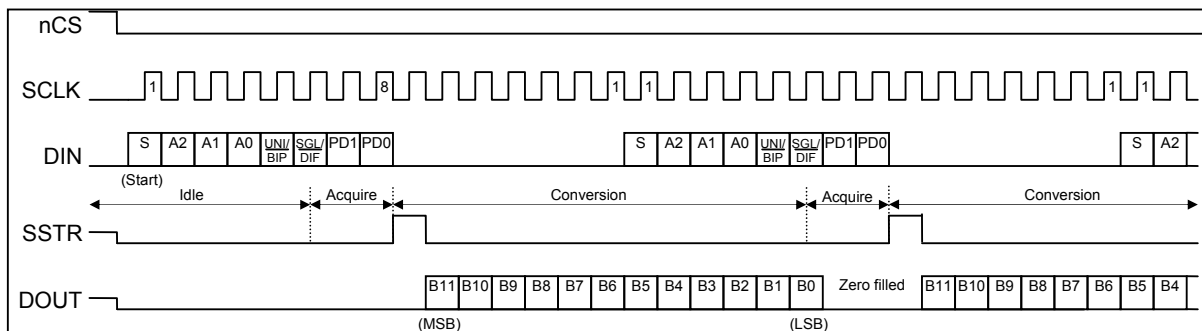 nCS
SCLK 1 8 1 1 1 1
DIN S A2 A1 A0 UNI/BIP SGL/DIF PD1 PD0 S A2 A1 A0 UNI/BIP SGL/DIF PD1 PD0 S A2
(Start)
Idle Acquire Conversion Acquire Conversion
SSTR
DOUT B11 B10 B9 B8 B7 B6 B5 B4 B3 B2 B1 B0 Zero filled B11 B10 B9 B8 B7 B6 B5 B4
(MSB) (LSB)